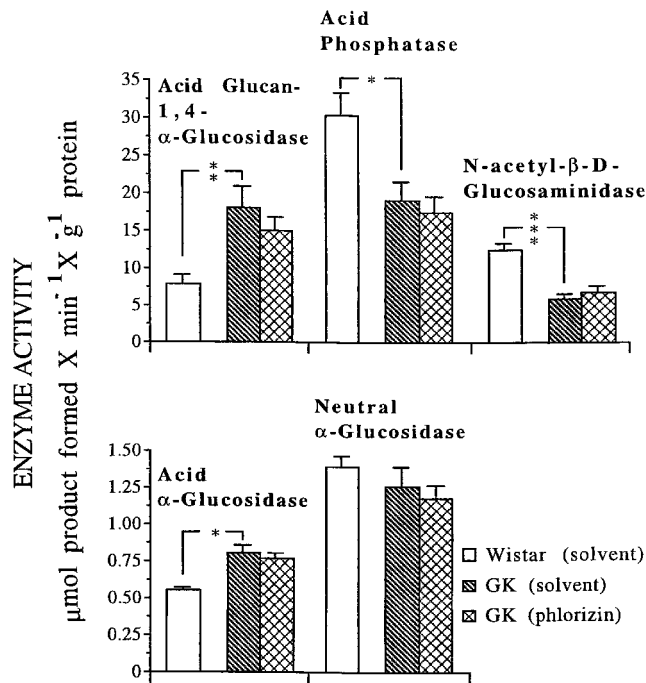 Acid
Phosphatase
Acid Glucan-
1,4-
α-Glucosidase
N-acetyl-β-D-
Glucosaminidase
*
**
***
35
30
25
20
15
10
5
0
ENZYME ACTIVITY
μmol product formed X min⁻¹ X g⁻¹ protein
Neutral
α-Glucosidase
Acid
α-Glucosidase
*
1.50
1.25
1.00
0.75
0.50
0.25
0
Wistar (solvent)
GK (solvent)
GK (phlorizin)